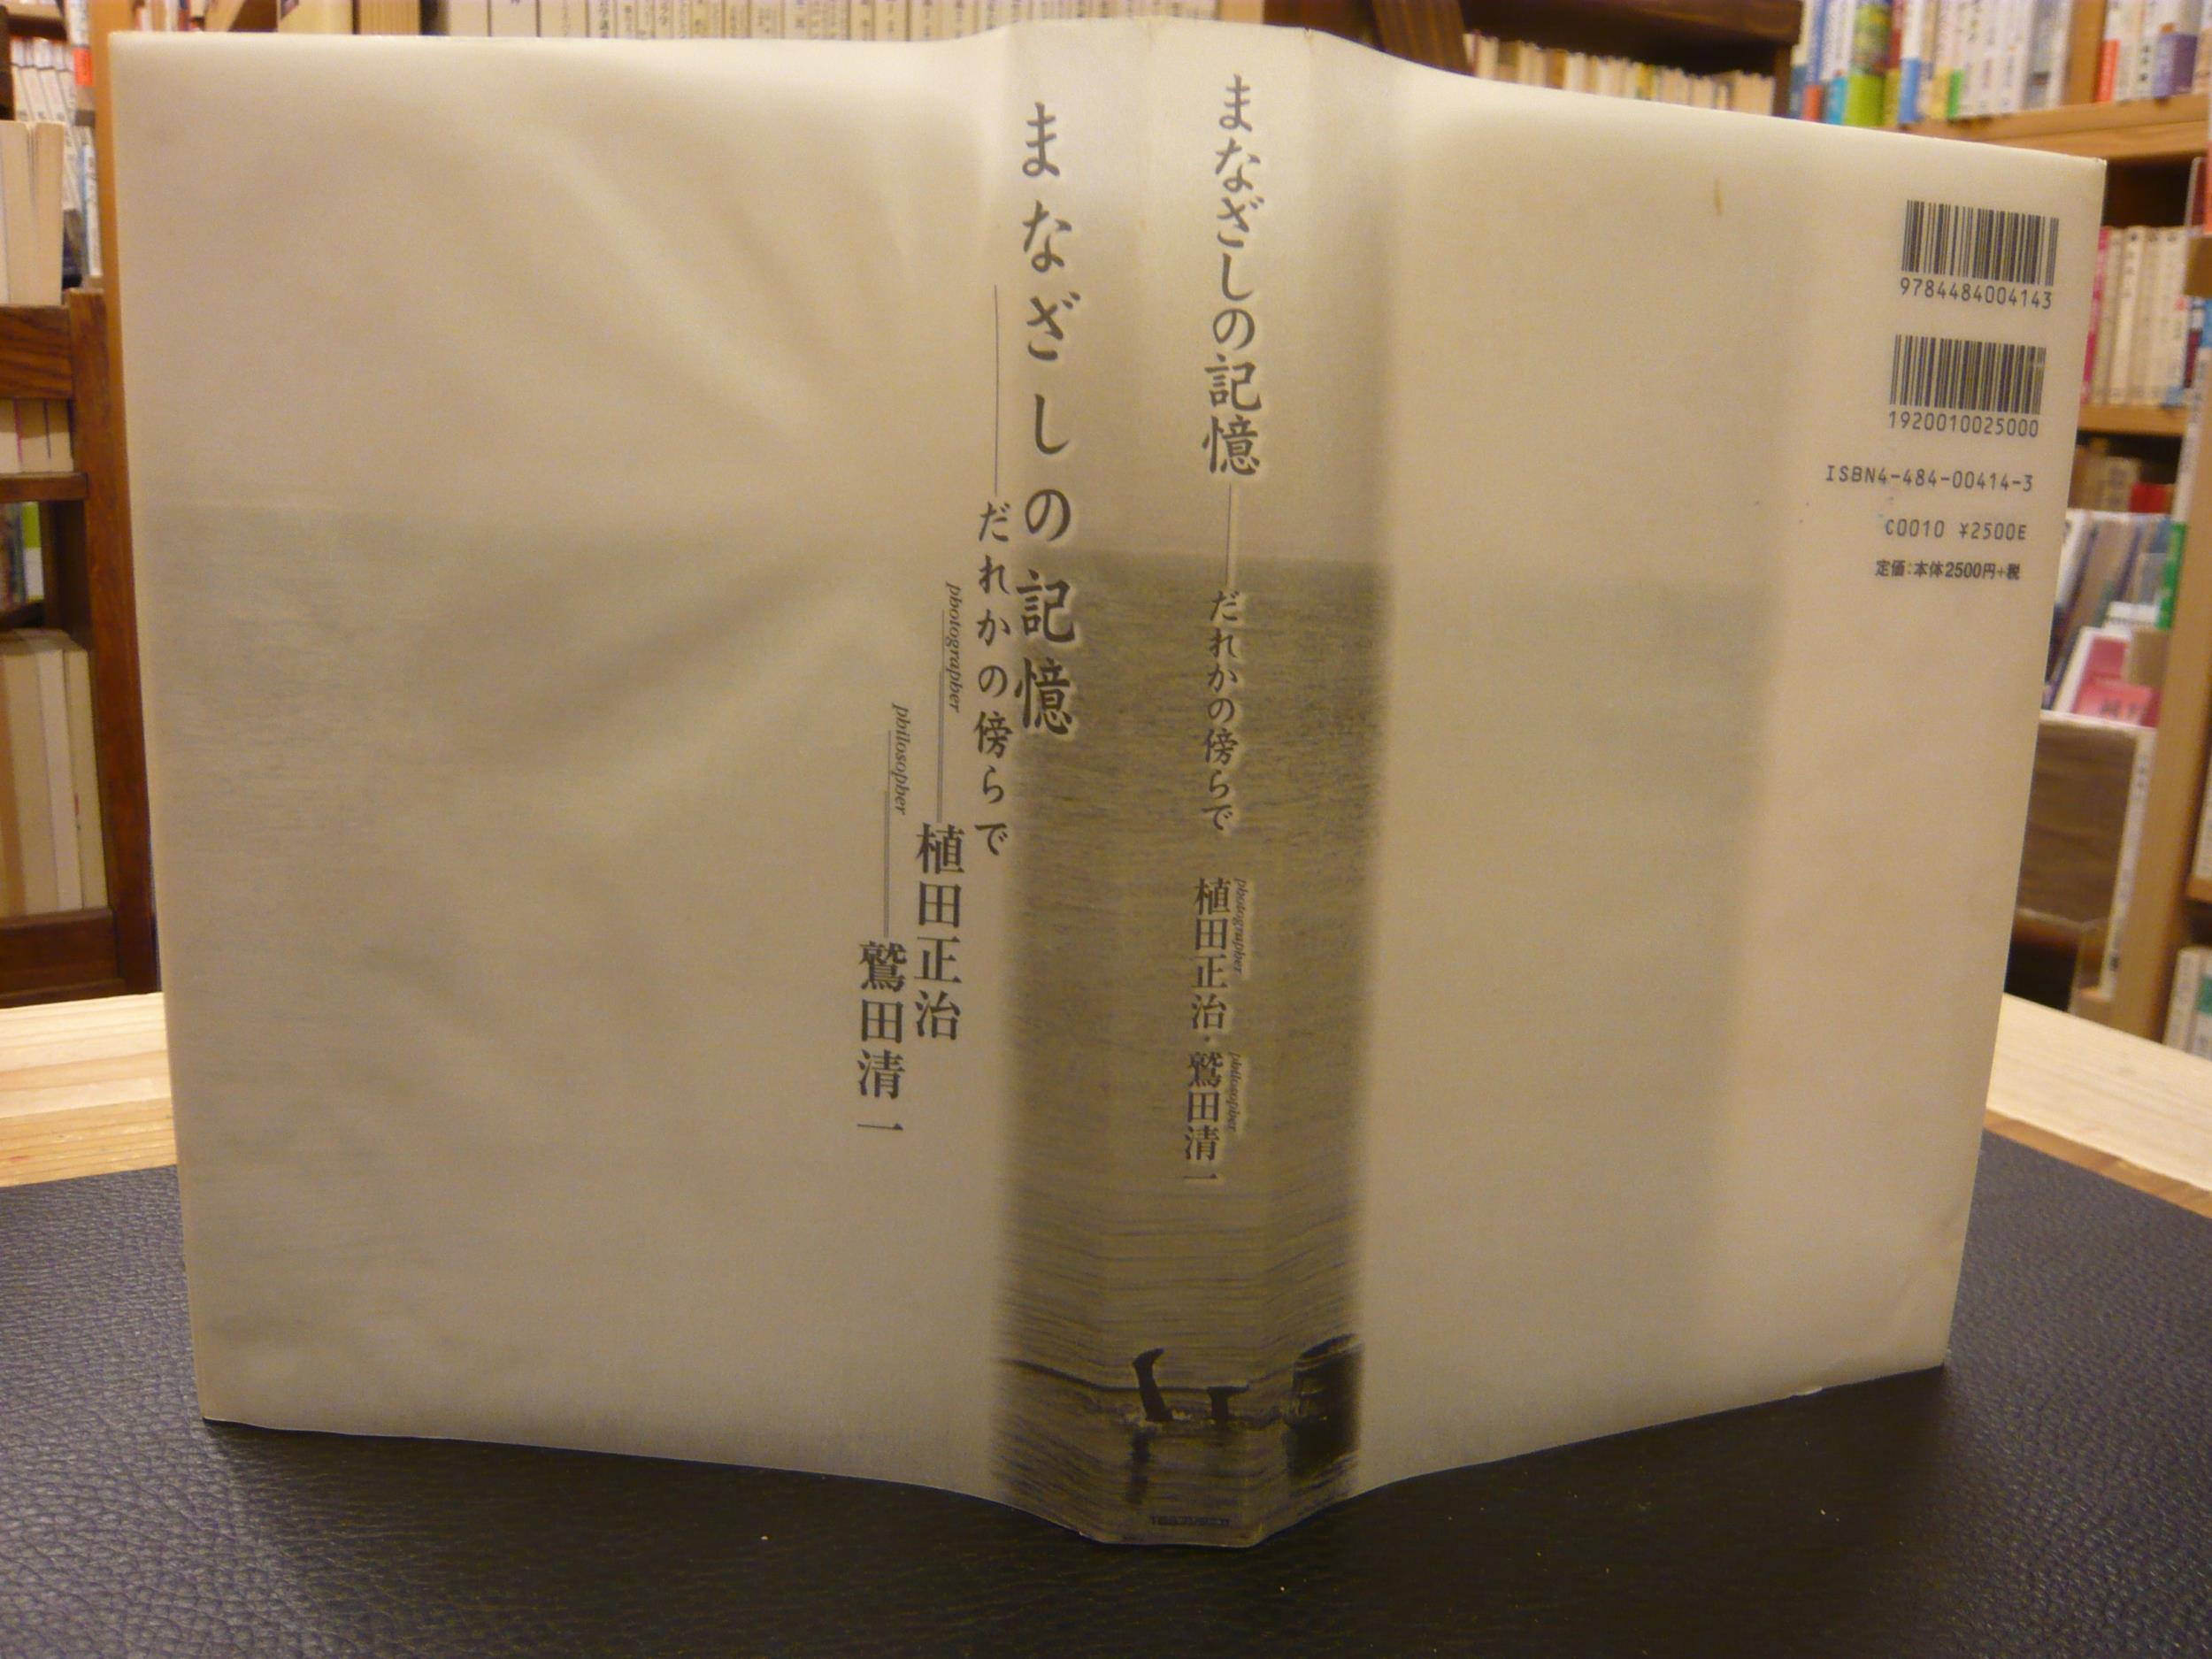 まなざしの記憶
だれかの傍らで
photographer
植田正治
philosopher
鷲田清一
まなざしの記憶
だれかの傍らで
photographer
植田正治・
philosopher
鷲田清一
9784484004143
1920010025000
ISBN4-484-00414-3
C0010 ¥2500E
定価:本体2500円+税